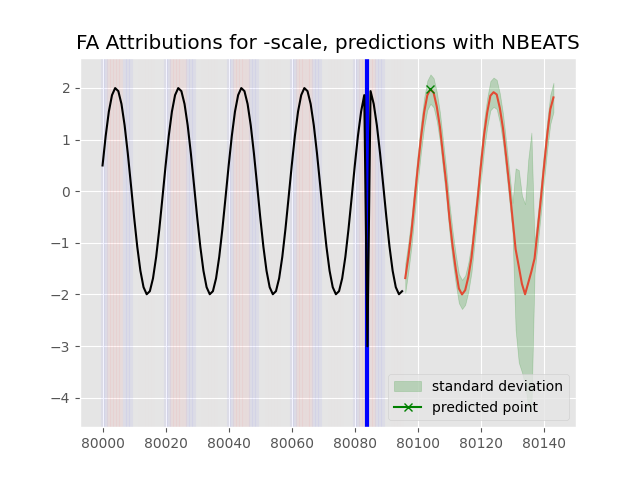 FA Attributions for -scale, predictions with NBEATS
2
1
0
−1
−2
−3
−4
standard deviation
predicted point
80000 80020 80040 80060 80080 80100 80120 80140